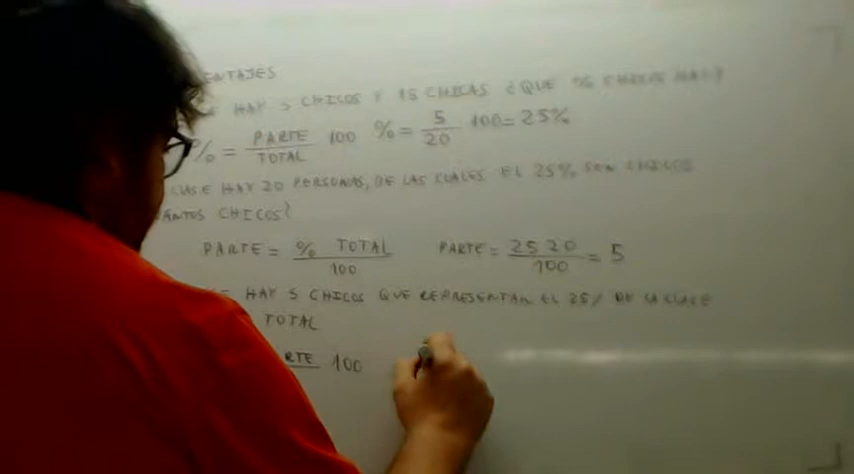 ENTAJES
HAY 5 CHICOS Y 15 CHICAS ¿QUE % CHICOS HAY?
% = PARTE / TOTAL 100 % = 5 / 20 100 = 25%
CLASE HAY 20 PERSONAS, DE LAS CUALES EL 25% SON CHICOS
ANTOS CHICOS?
PARTE = % TOTAL / 100 PARTE = 25 20 / 100 = 5
HAY 5 CHICOS QUE REPRESENTAN EL 25% DE LA CLASE
TOTAL
RTE 100